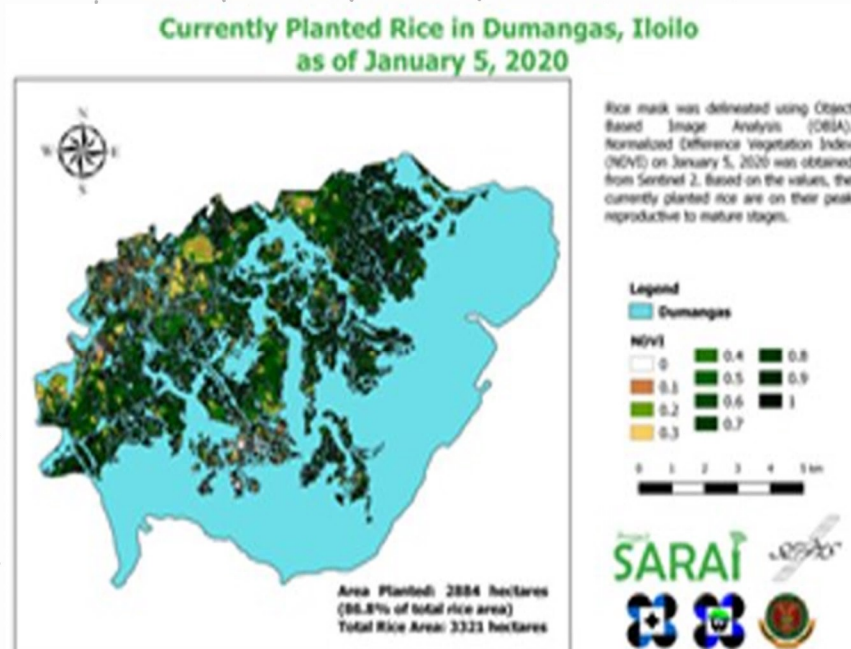 Currently Planted Rice in Dumangas, Iloilo
as of January 5, 2020
N
W E
S
Rice mask was delineated using Object
Based Image Analysis (OBIA).
Normalized Difference Vegetation Index
(NDVI) on January 5, 2020 was obtained
from Sentinel 2. Based on the values, the
currently planted rice are on their peak
reproductive to mature stages.
Legend
Dumangas
NDVI
0
0.1
0.2
0.3
0.4
0.5
0.6
0.7
0.8
0.9
1
0 1 2 3 4 5 km
Area Planted: 2884 hectares
(86.8% of total rice area)
Total Rice Area: 3321 hectares
Project
SARAI